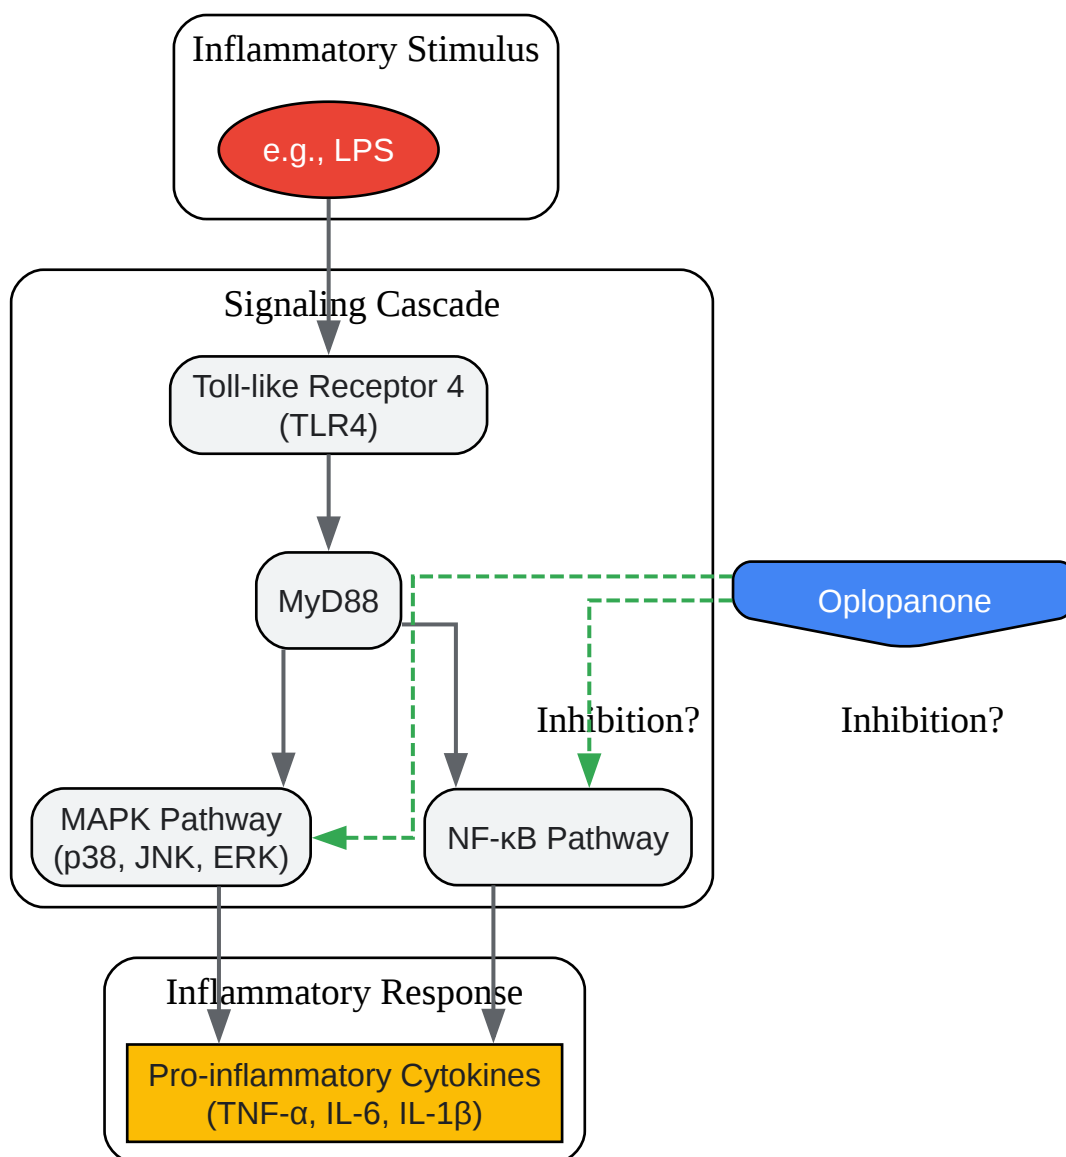 Inflammatory Stimulus
e.g., LPS
Signaling Cascade
Toll-like Receptor 4
(TLR4)
MyD88
Oplopanone
Inhibition?
Inhibition?
MAPK Pathway
(p38, JNK, ERK)
NF-κB Pathway
Inflammatory Response
Pro-inflammatory Cytokines
(TNF-α, IL-6, IL-1β)